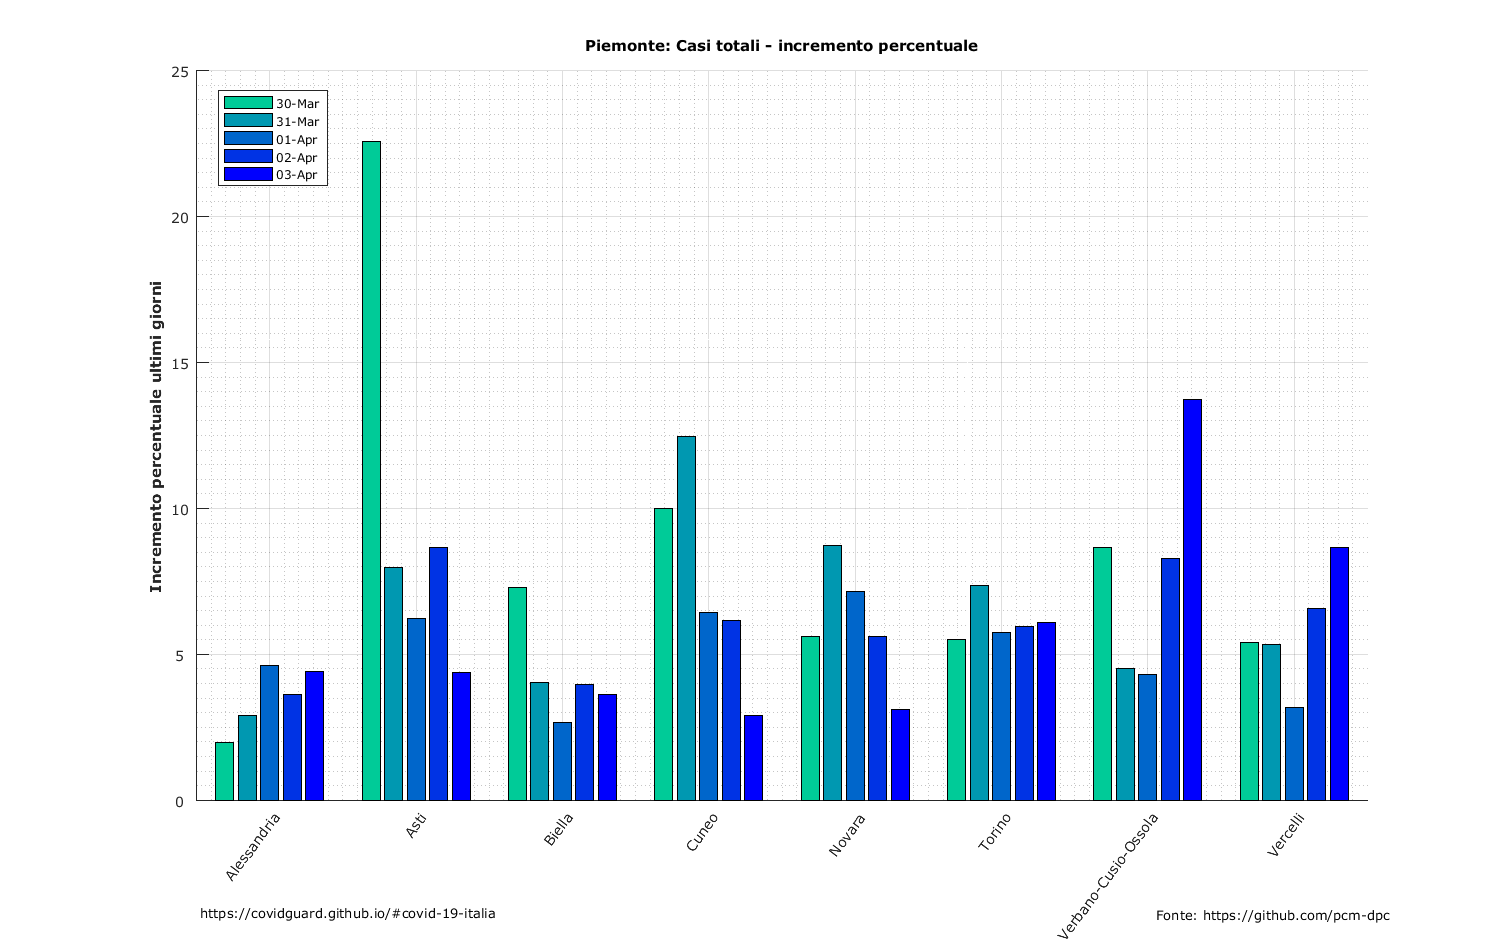 Piemonte: Casi totali - incremento percentuale
Incremento percentuale ultimi giorni
25
20
15
10
5
0
30-Mar
31-Mar
01-Apr
02-Apr
03-Apr
Alessandria
Asti
Biella
Cuneo
Novara
Torino
Verbano-Cusio-Ossola
Vercelli
https://covidguard.github.io/#covid-19-italia
Fonte: https://github.com/pcm-dpc